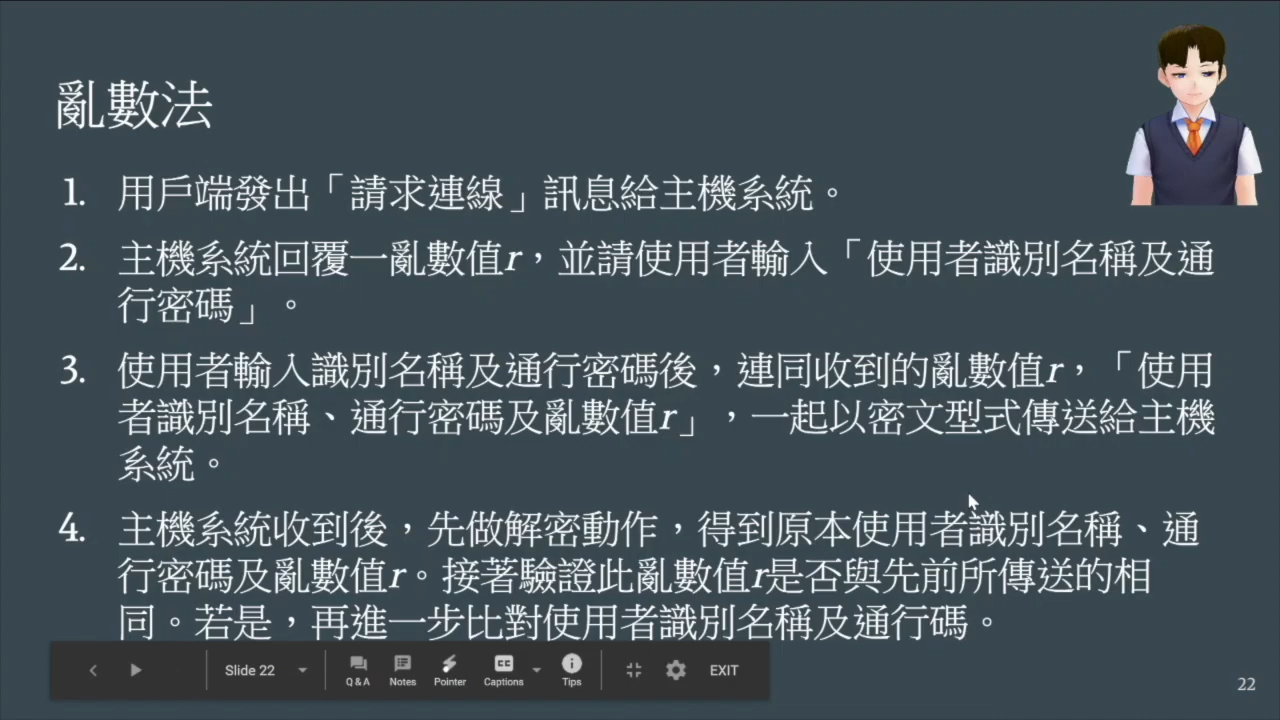 亂數法
1. 用戶端發出「請求連線」訊息給主機系統。
2. 主機系統回覆一亂數值r，並請使用者輸入「使用者識別名稱及通
行密碼」。
3. 使用者輸入識別名稱及通行密碼後，連同收到的亂數值r，「使用
者識別名稱、通行密碼及亂數值r」，一起以密文型式傳送給主機
系統。
4. 主機系統收到後，先做解密動作，得到原本使用者識別名稱、通
行密碼及亂數值r。接著驗證此亂數值r是否與先前所傳送的相
同。若是，再進一步比對使用者識別名稱及通行碼。
Slide 22
Q & A
Notes
Pointer
CC
Captions
Tips
EXIT
22